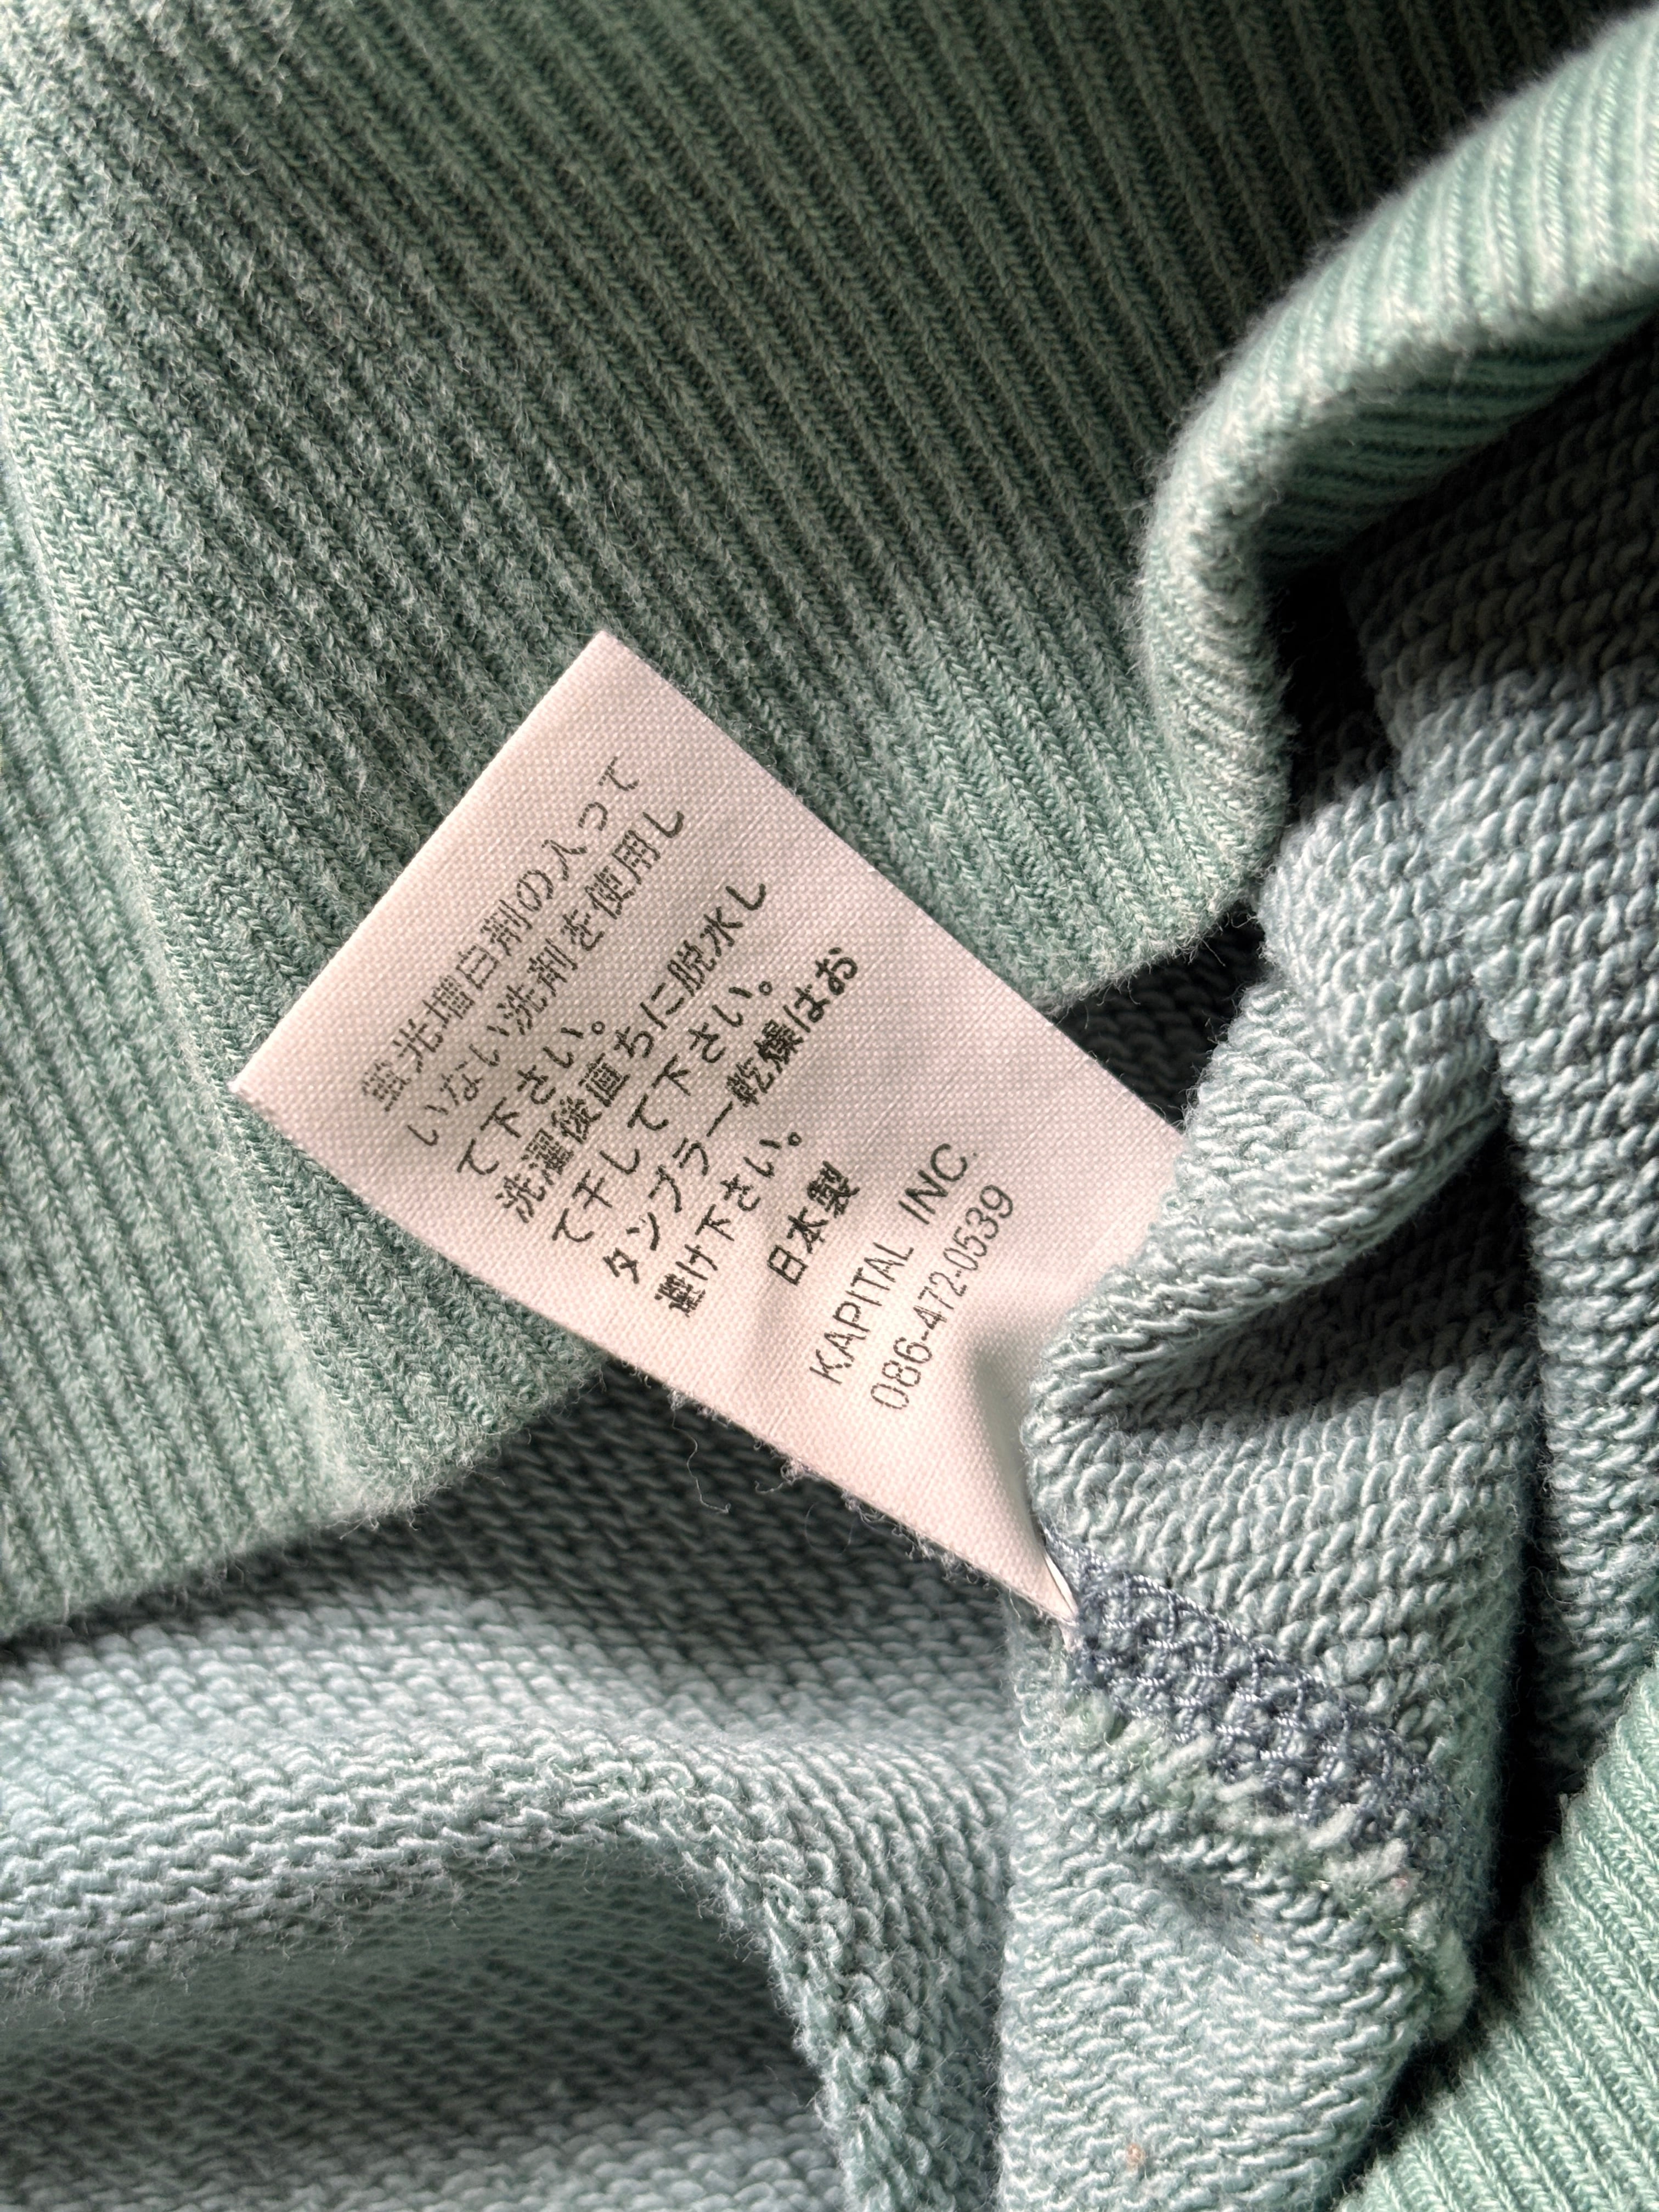 蛍光増白剤の入って
いない洗剤を使用し
て下さい。
洗濯後直ちに脱水し
て干して下さい。
タンブラー乾燥はお
避け下さい。
日本製
KAPITAL INC.
086-472-0539